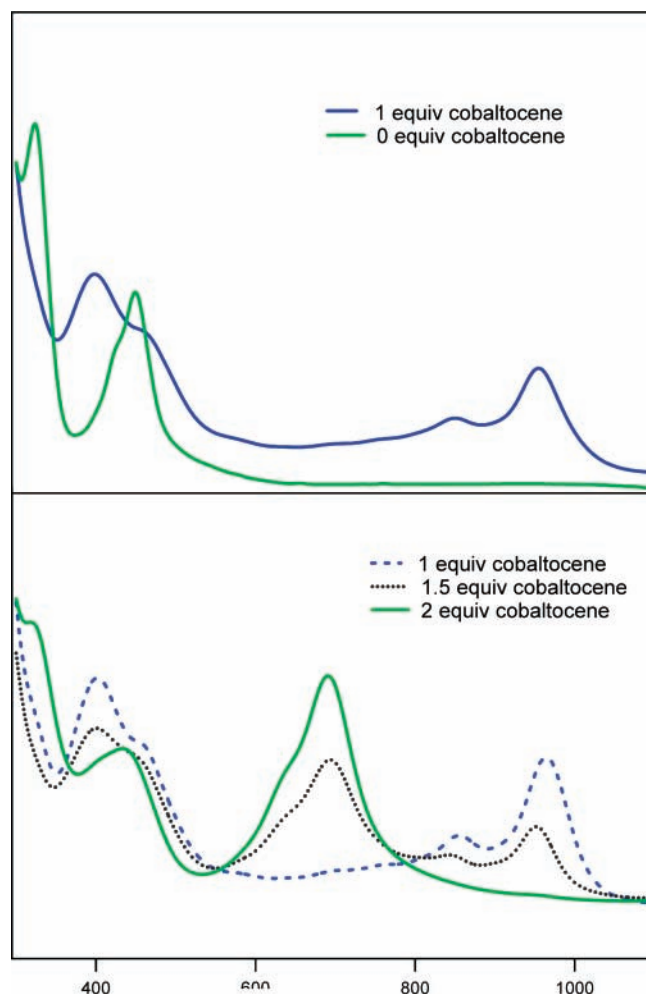 1 equiv cobaltocene
0 equiv cobaltocene
1 equiv cobaltocene
1.5 equiv cobaltocene
2 equiv cobaltocene
400 600 800 1000